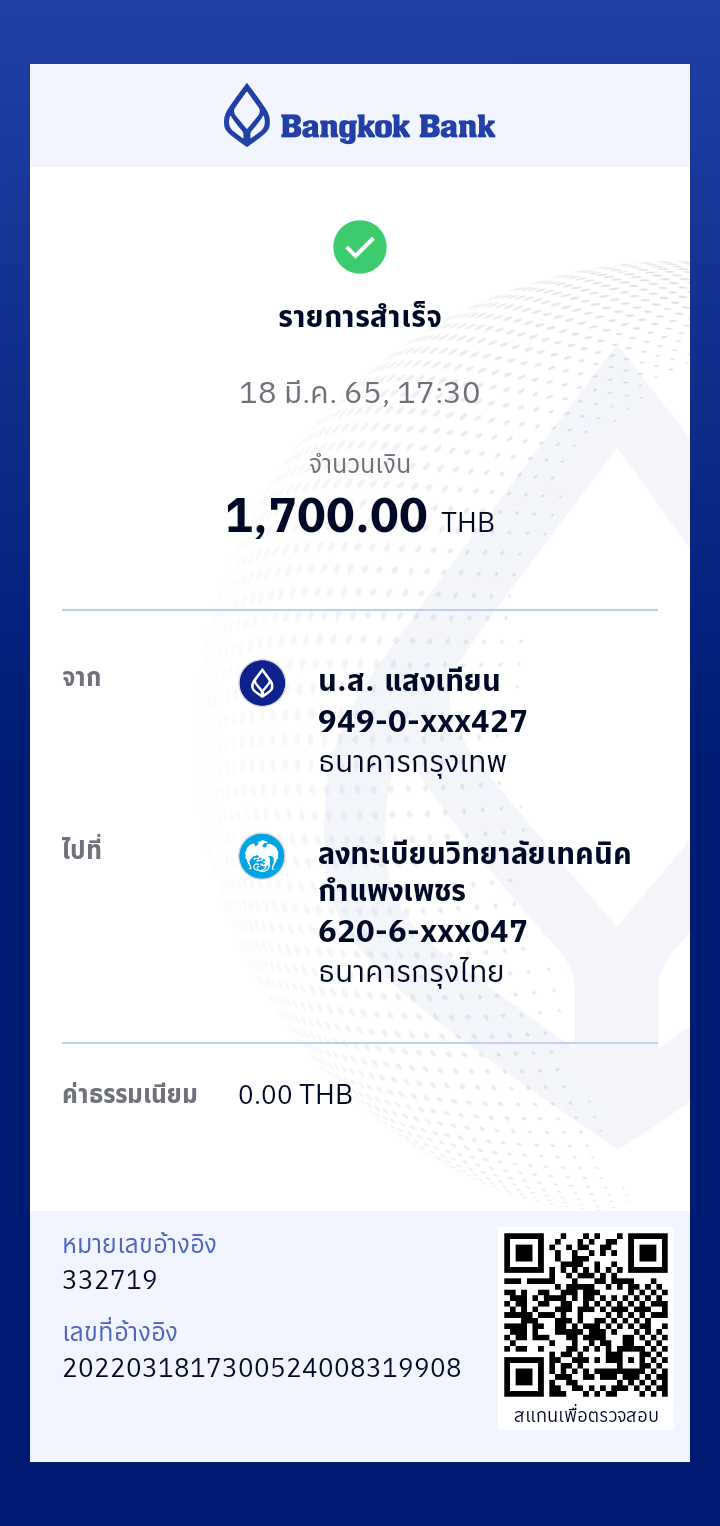 Bangkok Bank
รายการสำเร็จ
18 มี.ค. 65, 17:30
จำนวนเงิน
1,700.00 THB
จาก
น.ส. แสงเทียน
949-0-xxx427
ธนาคารกรุงเทพ
ไปที่
ลงทะเบียนวิทยาลัยเทคนิค
กำแพงเพชร
620-6-xxx047
ธนาคารกรุงไทย
ค่าธรรมเนียม 0.00 THB
หมายเลขอ้างอิง
332719
เลขที่อ้างอิง
2022031817300524008319908
สแกนเพื่อตรวจสอบ